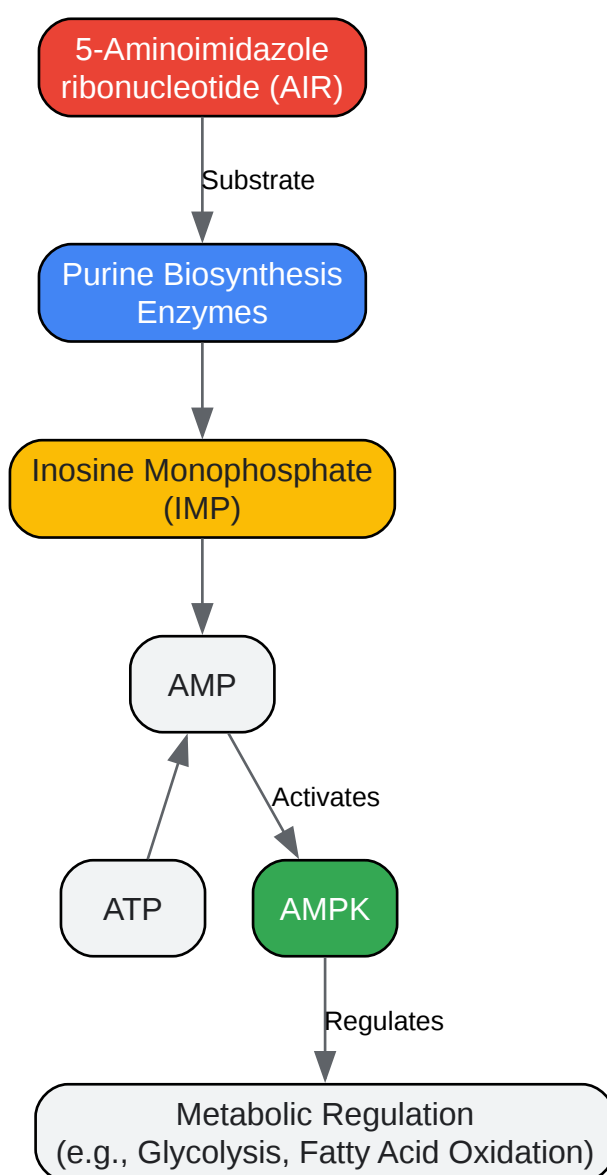 5-Aminoimidazole
ribonucleotide (AIR)
Substrate
Purine Biosynthesis
Enzymes
Inosine Monophosphate
(IMP)
AMP
Activates
ATP
AMPK
Regulates
Metabolic Regulation
(e.g., Glycolysis, Fatty Acid Oxidation)